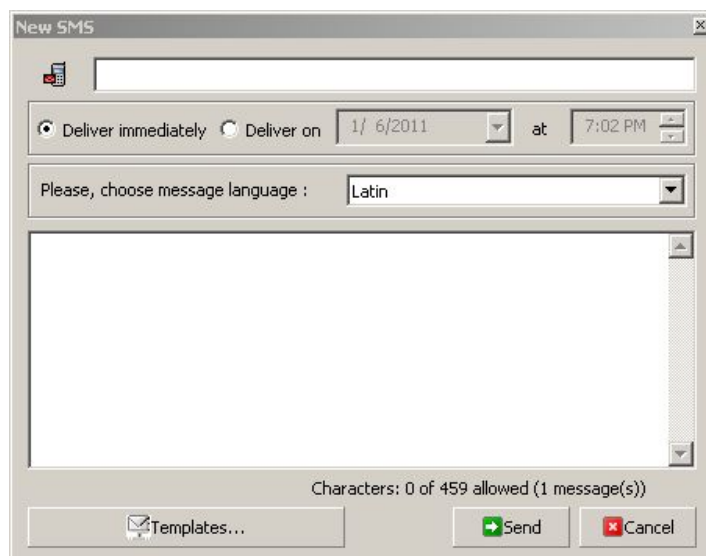 New SMS
Deliver immediately Deliver on 1/ 6/2011 at 7:02 PM
Please, choose message language : Latin
Characters: 0 of 459 allowed (1 message(s))
Templates... Send Cancel